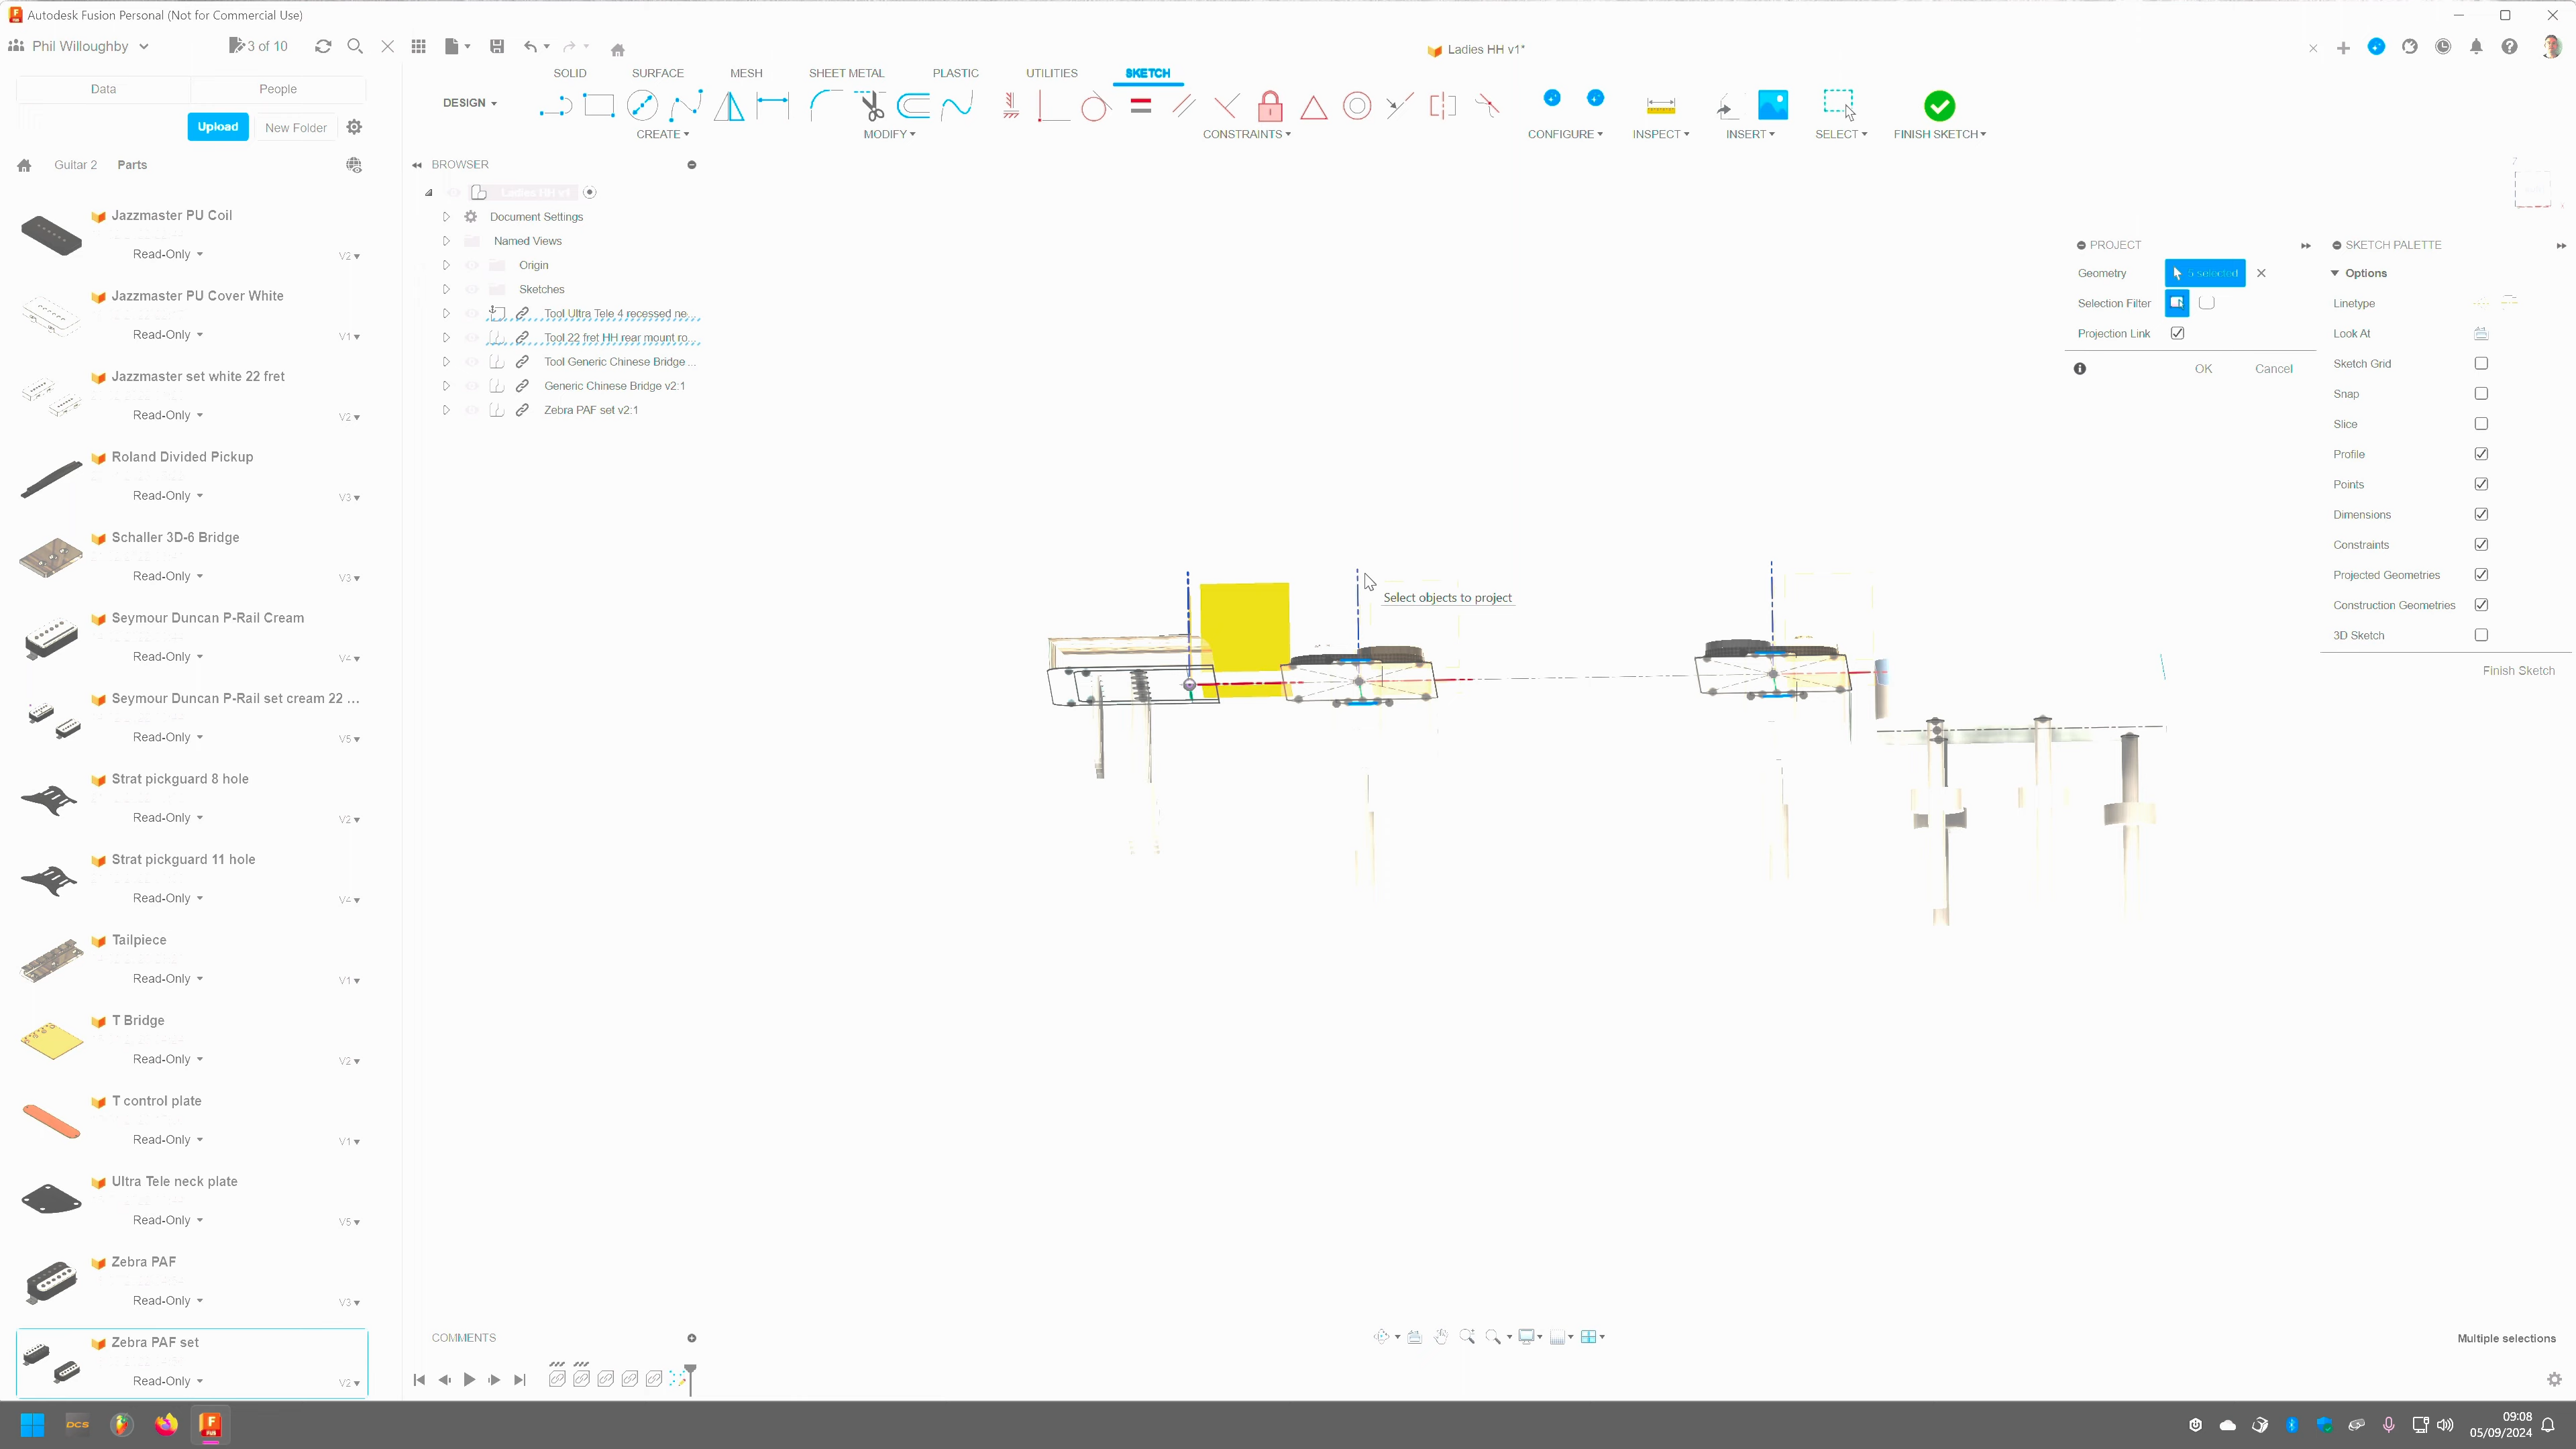 Autodesk Fusion Personal (Not for Commercial Use)
Phil Willoughby
3 of 10
Ladies HH v1*
Data
People
Upload
New Folder
Guitar 2
Parts
Jazzmaster PU Coil
Read-Only
V2
Jazzmaster PU Cover White
Read-Only
V1
Jazzmaster set white 22 fret
Read-Only
V2
Roland Divided Pickup
Read-Only
V3
Schaller 3D-6 Bridge
Read-Only
V3
Seymour Duncan P-Rail Cream
Read-Only
V4
Seymour Duncan P-Rail set cream 22 ...
Read-Only
V5
Strat pickguard 8 hole
Read-Only
V2
Strat pickguard 11 hole
Read-Only
V4
Tailpiece
Read-Only
V1
T Bridge
Read-Only
V2
T control plate
Read-Only
V1
Ultra Tele neck plate
Read-Only
V5
Zebra PAF
Read-Only
V3
Zebra PAF set
Read-Only
V2
SOLID
SURFACE
MESH
SHEET METAL
PLASTIC
UTILITIES
SKETCH
DESIGN
CREATE
MODIFY
CONSTRAINTS
CONFIGURE
INSPECT
INSERT
SELECT
FINISH SKETCH
BROWSER
Ladies HH v1
Document Settings
Named Views
Origin
Sketches
Tool Ultra Tele 4 recessed ne...
Tool 22 fret HH rear mount ro...
Tool Generic Chinese Bridge ...
Generic Chinese Bridge v2:1
Zebra PAF set v2:1
Select objects to project
PROJECT
Geometry
5 selected
Selection Filter
Projection Link
OK
Cancel
SKETCH PALETTE
Options
Linetype
Look At
Sketch Grid
Snap
Slice
Profile
Points
Dimensions
Constraints
Projected Geometries
Construction Geometries
3D Sketch
Finish Sketch
COMMENTS
Multiple selections
DCS
F
FUS
09:08
05/09/2024